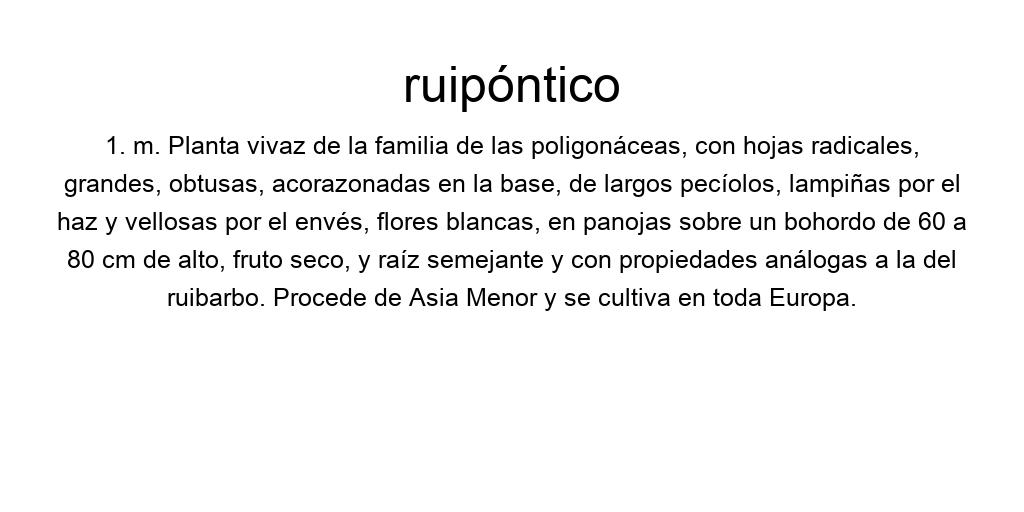 ruipóntico
1. m. Planta vivaz de la familia de las poligonáceas, con hojas radicales,
grandes, obtusas, acorazonadas en la base, de largos pecíolos, lampiñas por el
haz y vellosas por el envés, flores blancas, en panojas sobre un bohordo de 60 a
80 cm de alto, fruto seco, y raíz semejante y con propiedades análogas a la del
ruibarbo. Procede de Asia Menor y se cultiva en toda Europa.